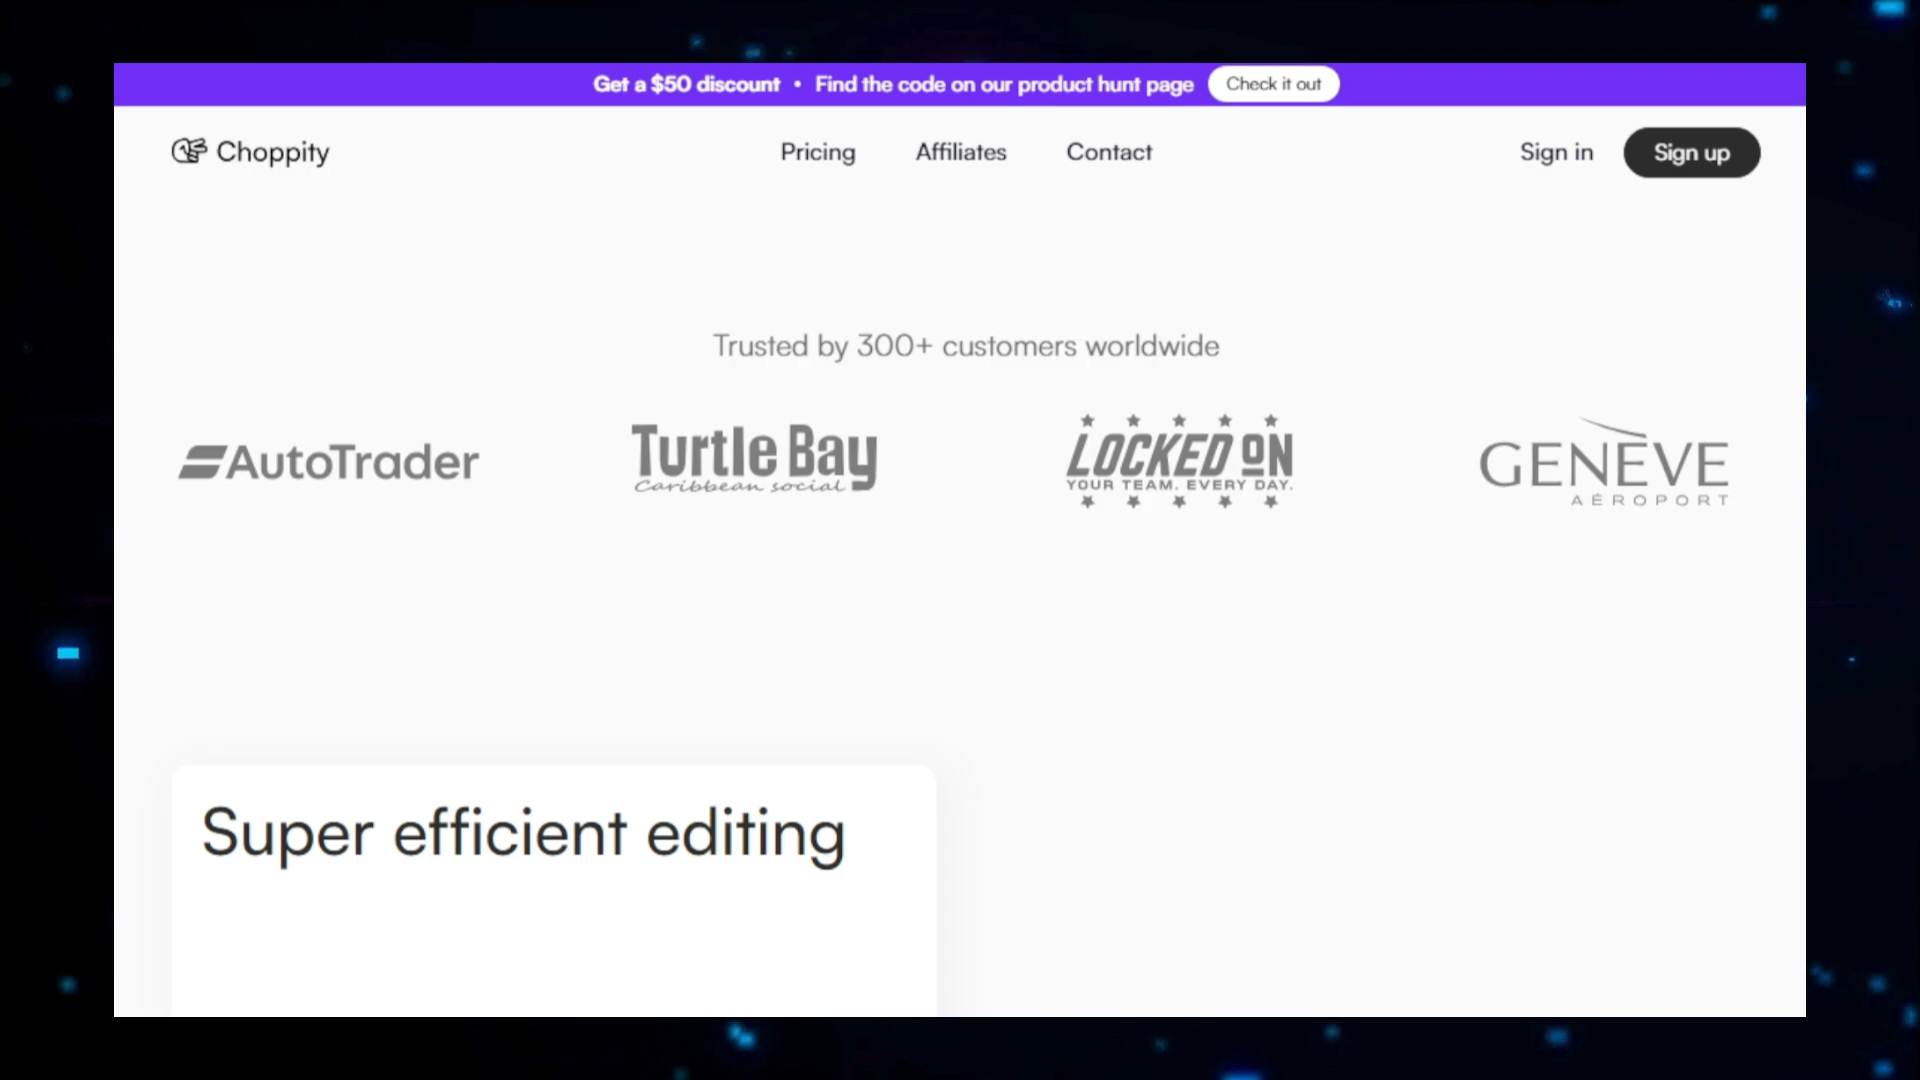 Get a $50 discount • Find the code on our product hunt page Check it out
Choppity Pricing Affiliates Contact Sign in Sign up
Trusted by 300+ customers worldwide
AutoTrader
Turtle Bay
Caribbean social
LOCKED ON
YOUR TEAM. EVERY DAY.
GENÈVE
AÉROPORT
Super efficient editing